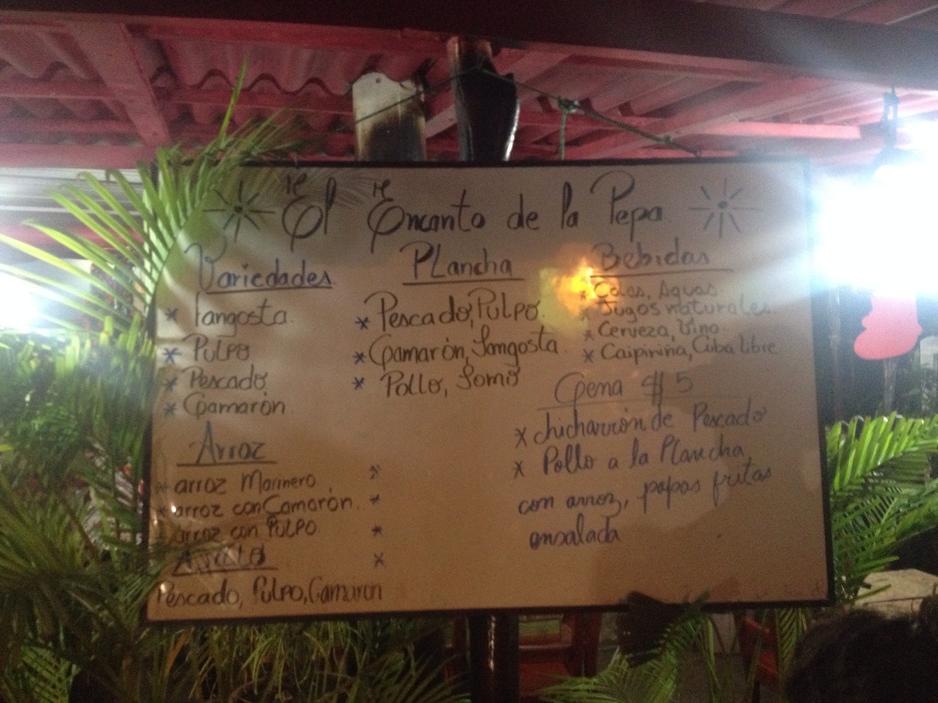 El Encanto de la Pepa
Variedades
* Langosta
* Pulpo
* Pescado
* Camarón
Arroz
* arroz Marinero *
* arroz con Camarón. *
* arroz con Pulpo *
*
Pescado, Pulpo, Camaron
PLancha
* Pescado, Pulpo.
* Camarón, Langosta
* Pollo, Lomo
Bebidas
* Colas, Aguas
* Jugos naturales
* Cerveza, Vino
* Caipiriña, Cuba Libre
Cena $ 5
* chicharrón de Pescado
* Pollo a la Plancha
con arroz, papas fritas
ensalada